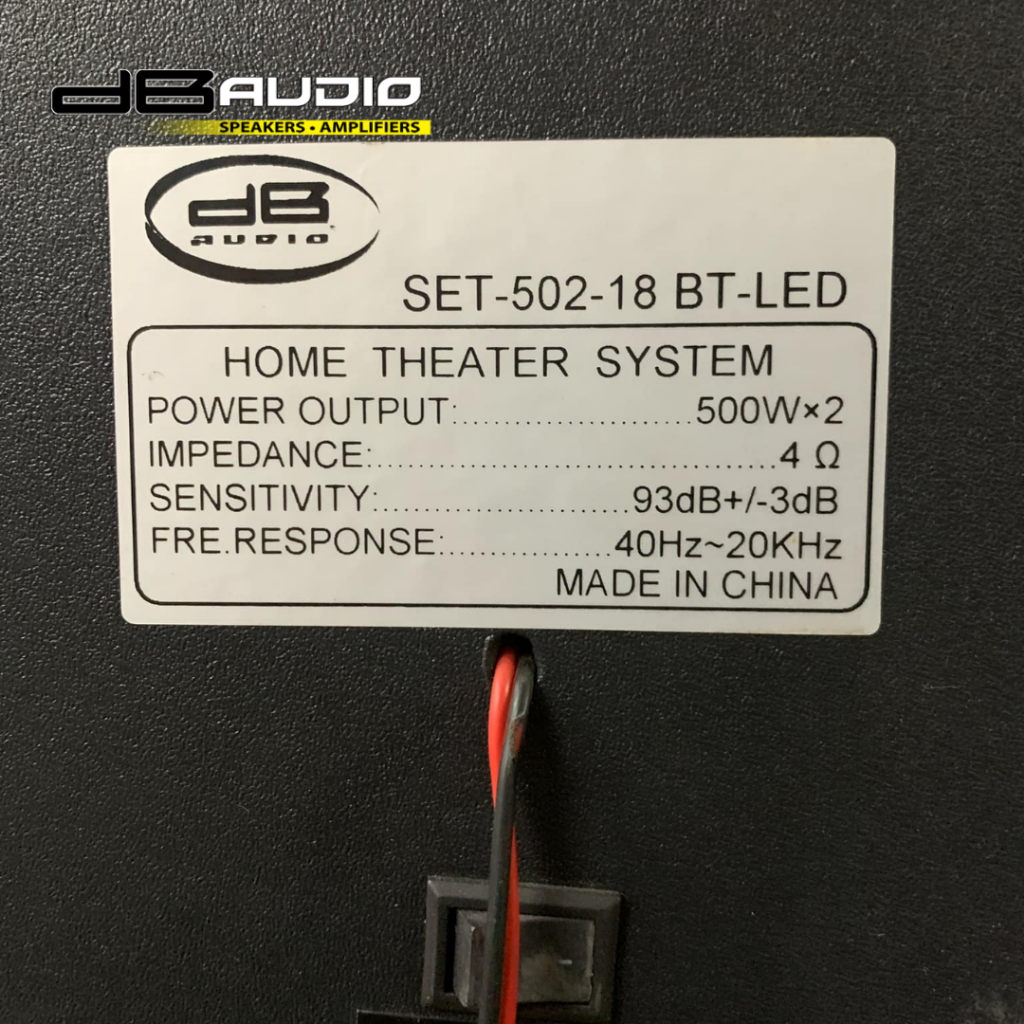 dB AUDIO
SPEAKERS • AMPLIFIERS
dB
AUDIO
SET-502-18 BT-LED
HOME THEATER SYSTEM
POWER OUTPUT:......................500W×2
IMPEDANCE:.......................................4 Ω
SENSITIVITY:........................93dB+/-3dB
FRE.RESPONSE:................40Hz~20KHz
MADE IN CHINA